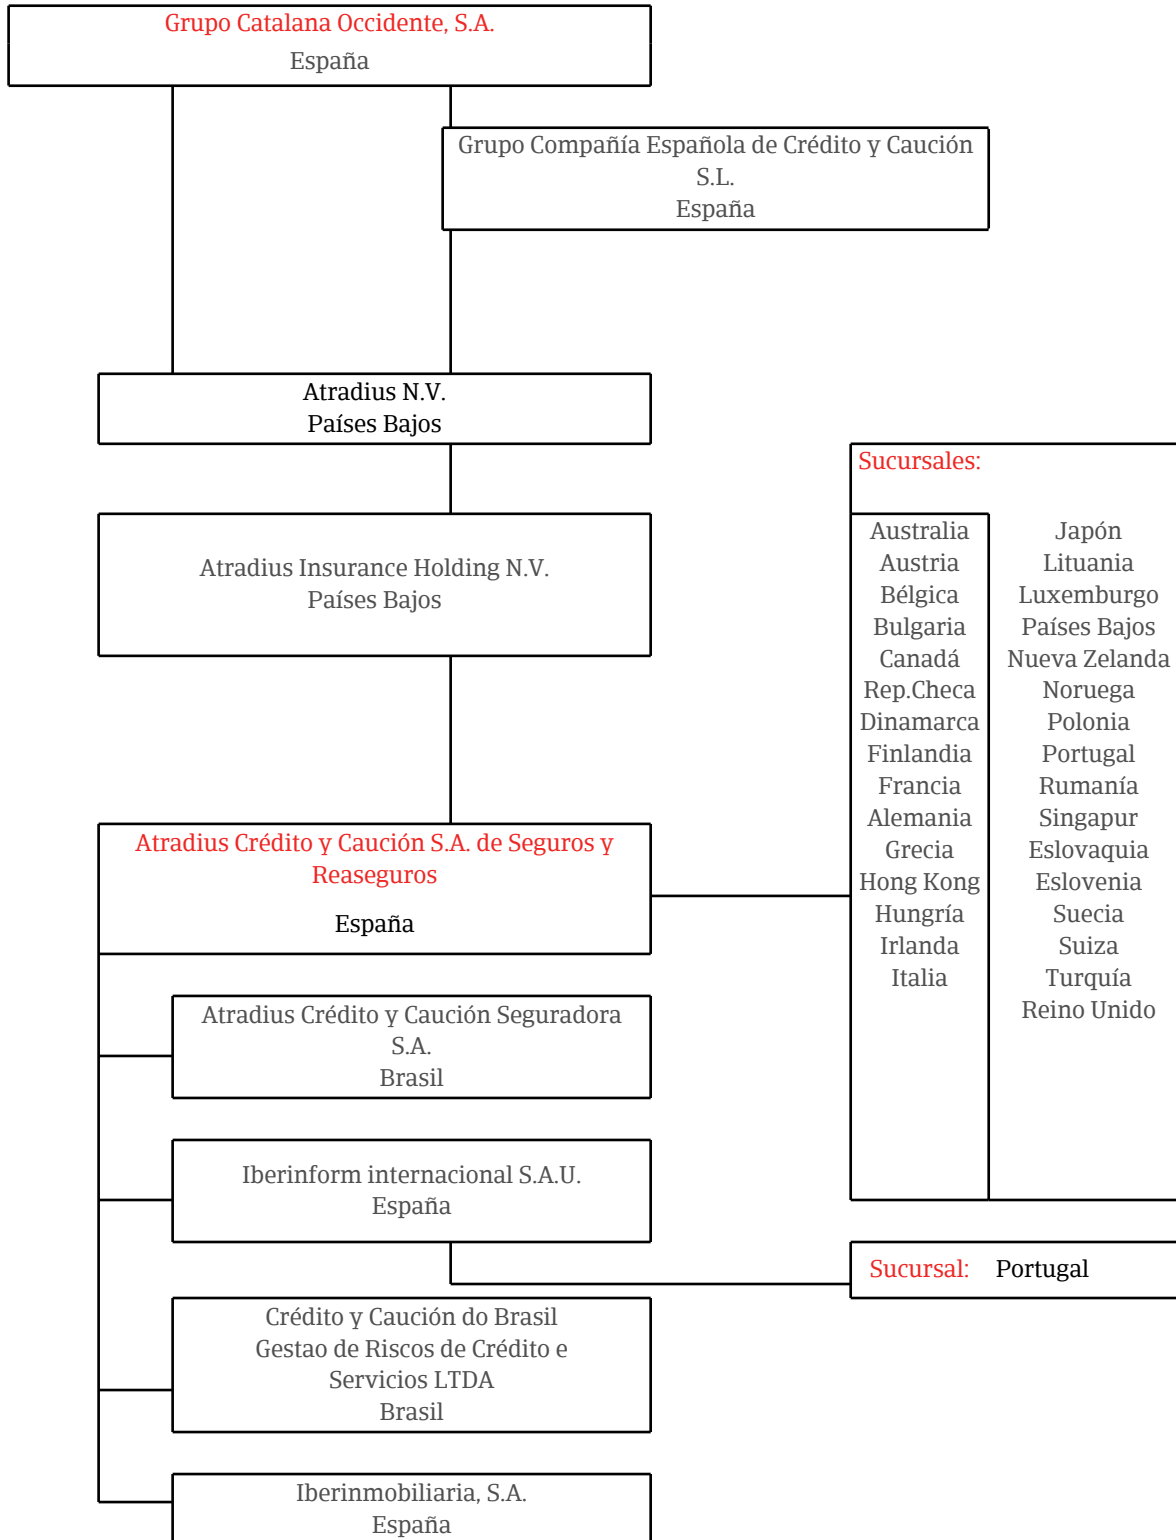 Grupo Catalana Occidente, S.A.
España
Grupo Compañía Española de Crédito y Caución
S.L.
España
Atradius N.V.
Países Bajos
Atradius Insurance Holding N.V.
Países Bajos
Atradius Crédito y Caución S.A. de Seguros y
Reaseguros
España
Sucursales:
Australia
Austria
Bélgica
Bulgaria
Canadá
Rep.Checa
Dinamarca
Finlandia
Francia
Alemania
Grecia
Hong Kong
Hungría
Irlanda
Italia
Japón
Lituania
Luxemburgo
Países Bajos
Nueva Zelanda
Noruega
Polonia
Portugal
Rumanía
Singapur
Eslovaquia
Eslovenia
Suecia
Suiza
Turquía
Reino Unido
Atradius Crédito y Caución Seguradora
S.A.
Brasil
Iberinform internacional S.A.U.
España
Sucursal: Portugal
Crédito y Caución do Brasil
Gestao de Riscos de Crédito e
Servicios LTDA
Brasil
Iberinmobiliaria, S.A.
España